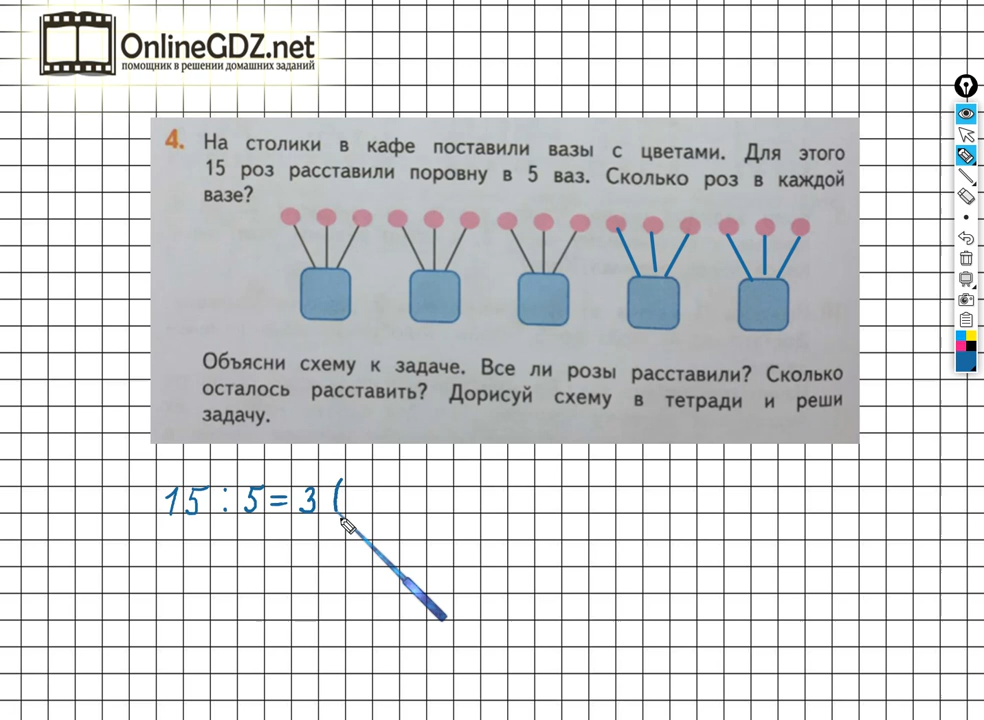 OnlineGDZ.net
помощник в решении домашних заданий
4. На столики в кафе поставили вазы с цветами. Для этого
15 роз расставили поровну в 5 ваз. Сколько роз в каждой
вазе?
Объясни схему к задаче. Все ли розы расставили? Сколько
осталось расставить? Дорисуй схему в тетради и реши
задачу.
15 : 5 = 3 (